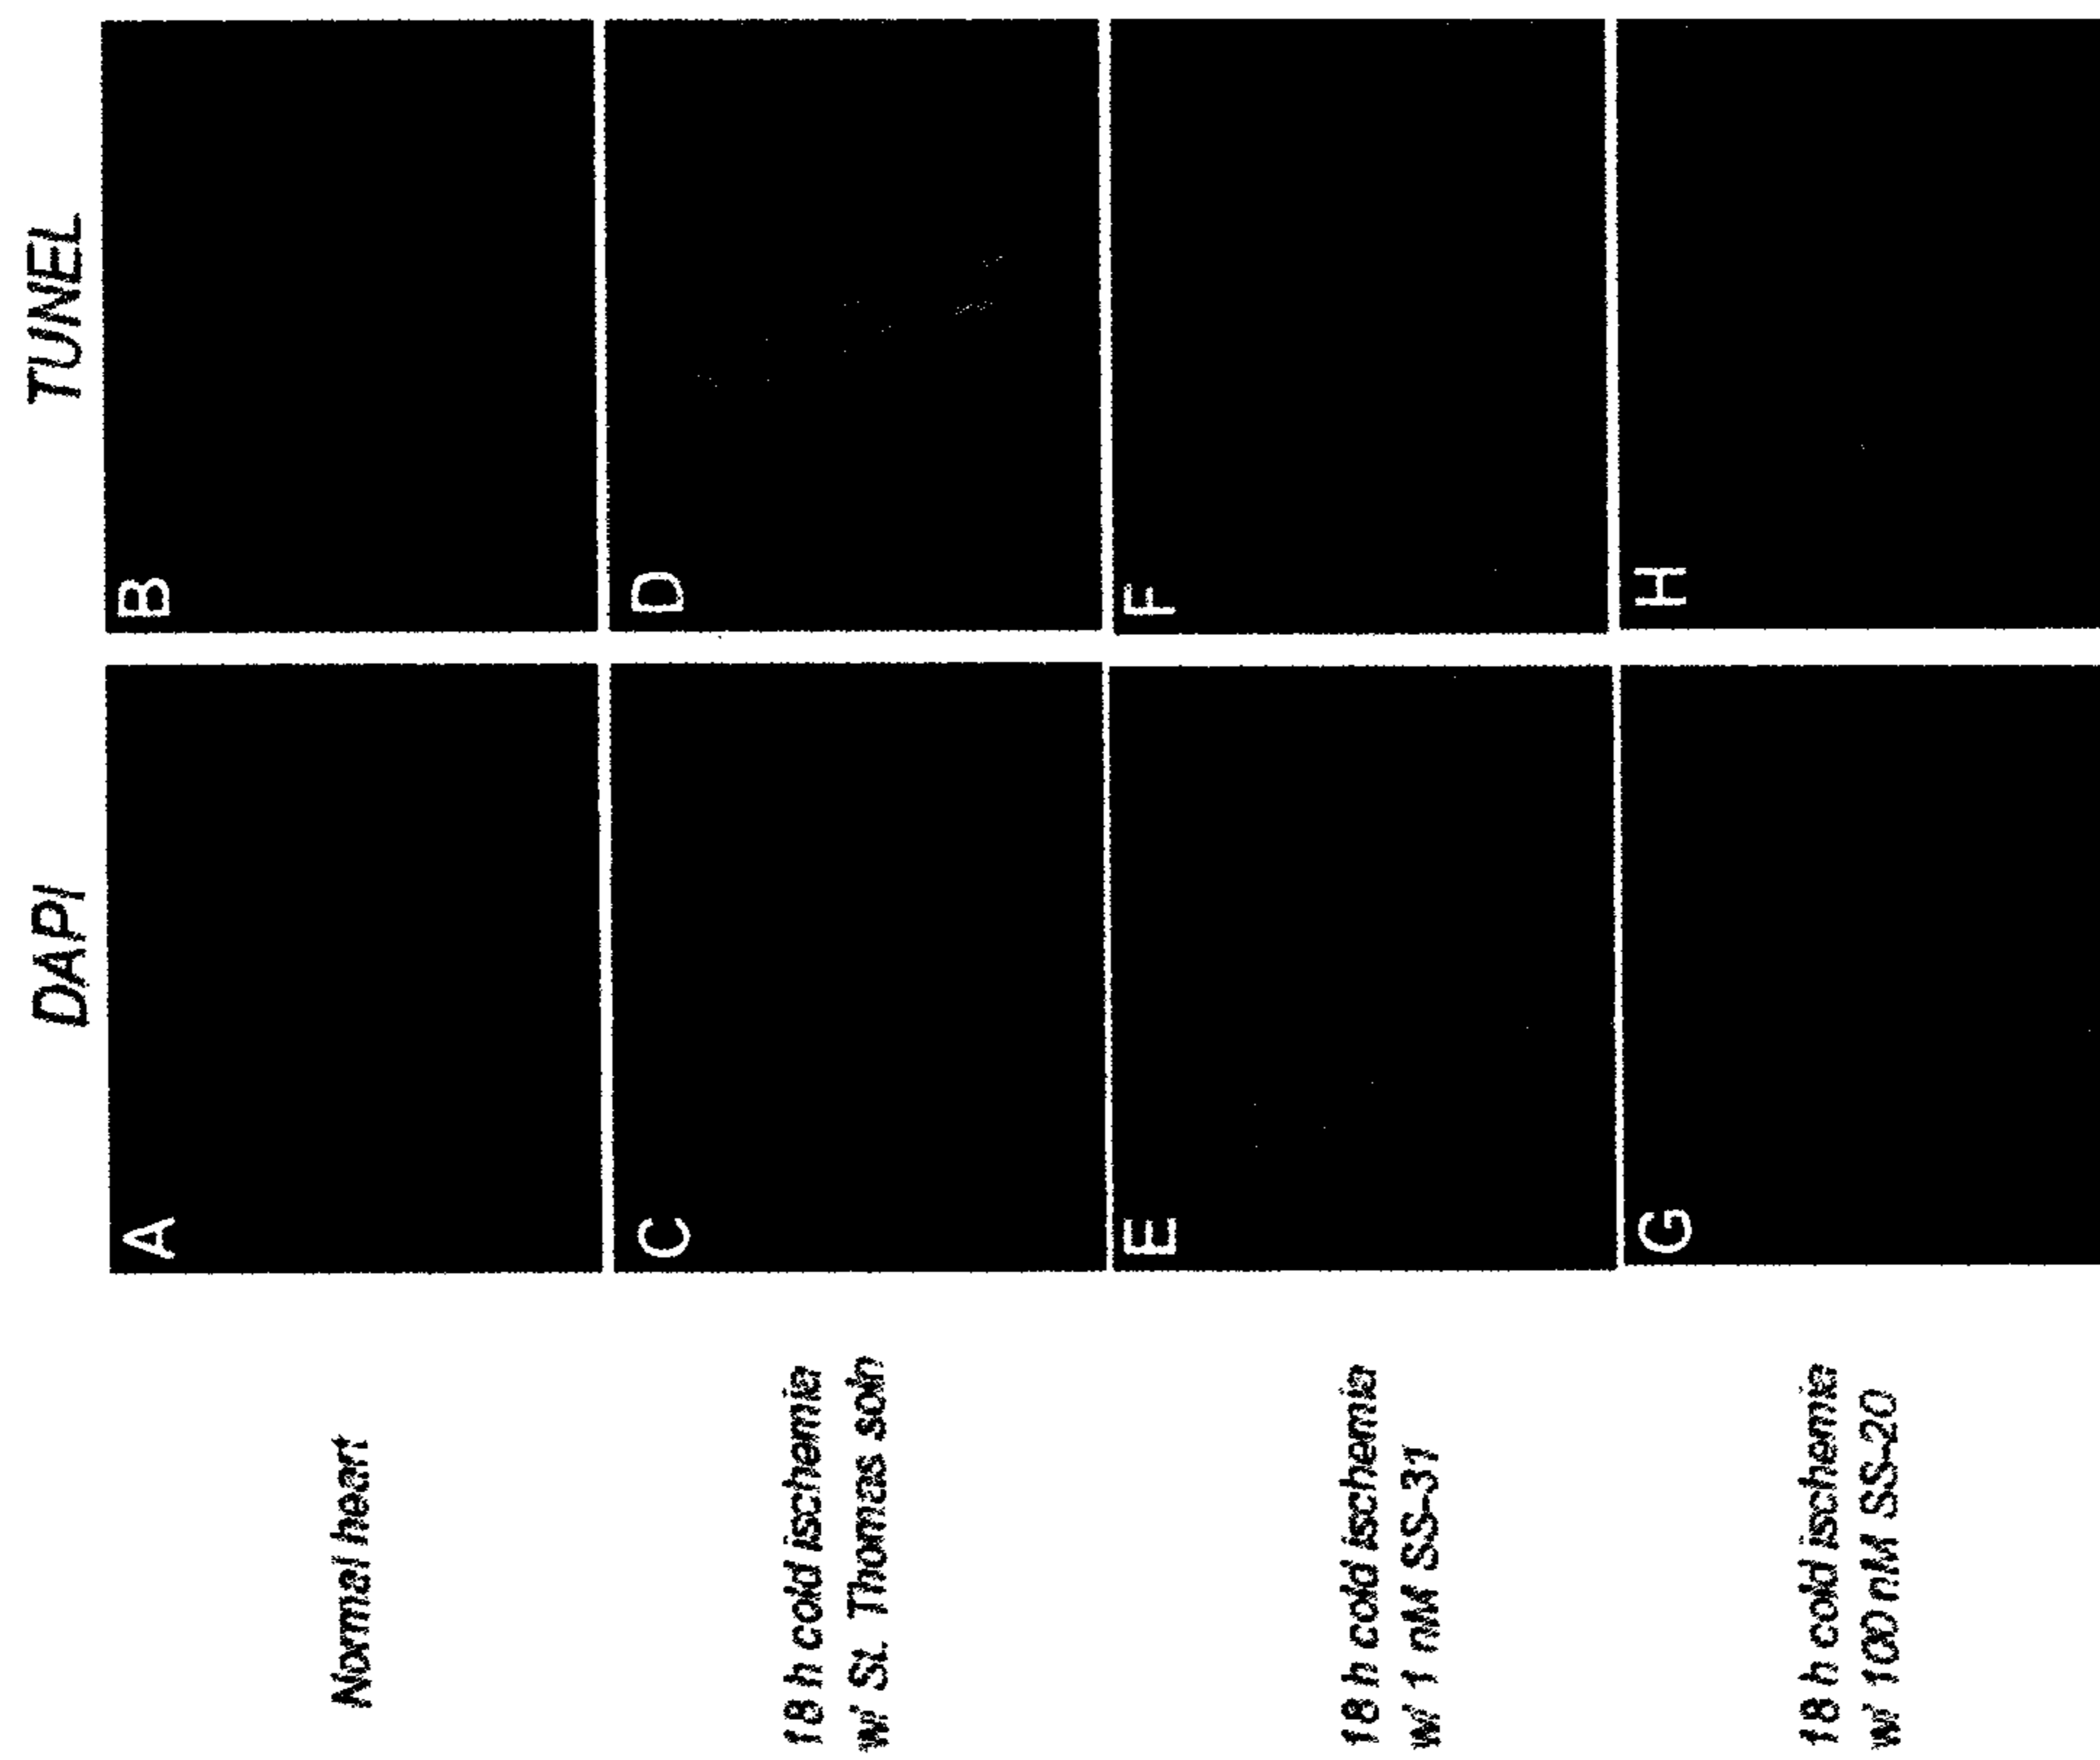 DAPI
TUNEL
Normal heart
A
B
18 h cold ischemia
w/ St. Thomas soln
C
D
18 h cold ischemia
w/ 1 nM SS-31
E
F
18 h cold ischemia
w/ 100 nM SS-20
G
H